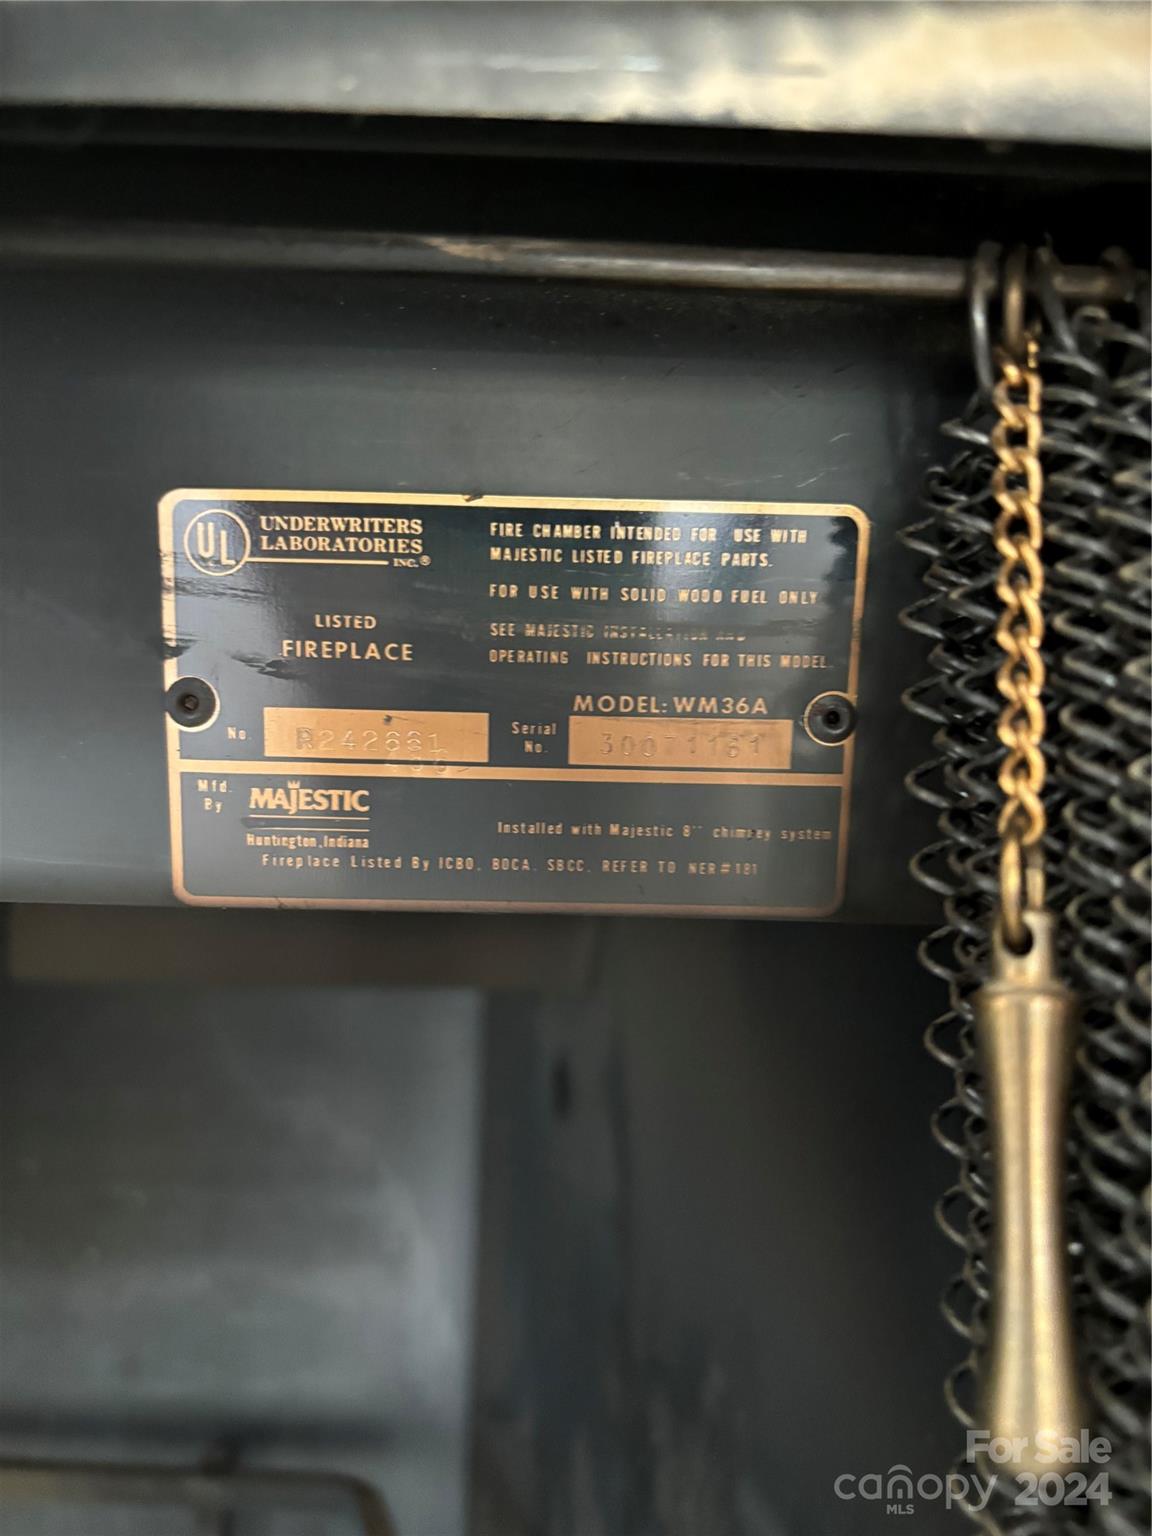 UL
UNDERWRITERS
LABORATORIES
INC.®
LISTED
FIREPLACE
FIRE CHAMBER INTENDED FOR USE WITH
MAJESTIC LISTED FIREPLACE PARTS.
FOR USE WITH SOLID WOOD FUEL ONLY
SEE MAJESTIC INSTALLATION AND
OPERATING INSTRUCTIONS FOR THIS MODEL
MODEL: WM36A
No.
Serial
No.
Mfd.
By
MAJESTIC
Huntington, Indiana
Installed with Majestic 8" chimney system
Fireplace Listed By ICBO, BOCA, SBCC, REFER TO NER#181
For Sale
canopy 2024
MLS